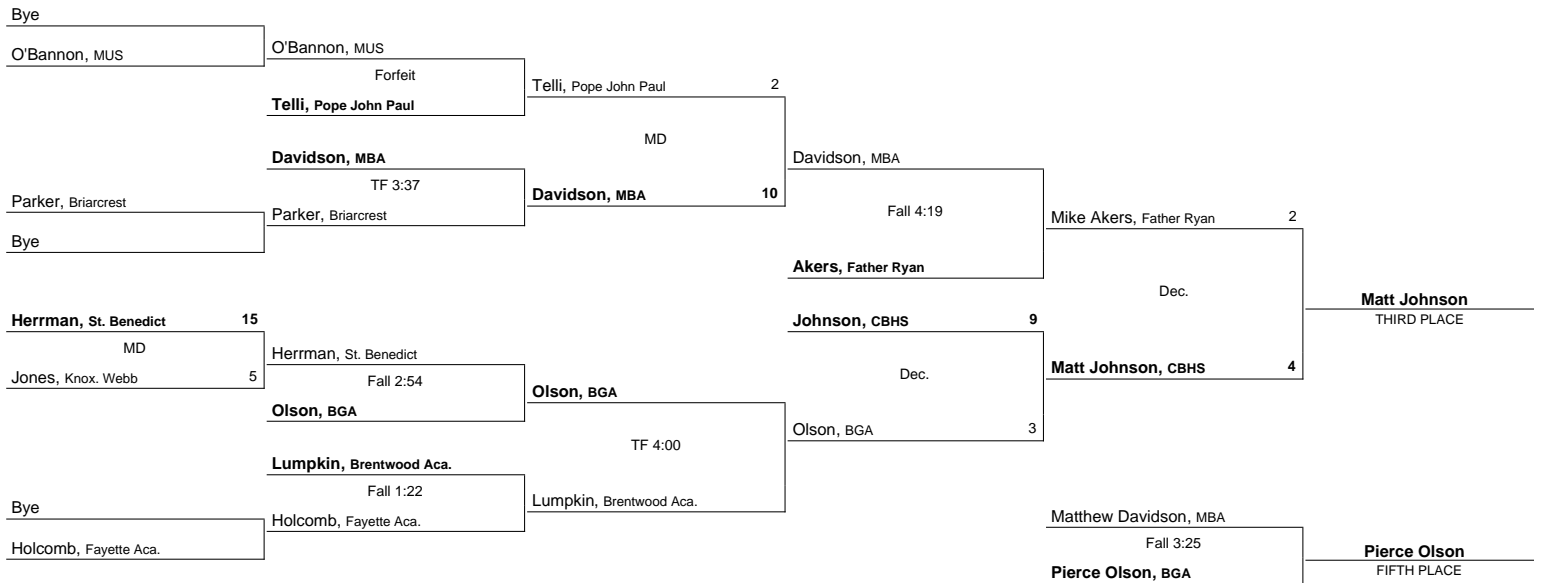 Bye
O'Bannon, MUS
O'Bannon, MUS
Forfeit
Telli, Pope John Paul
Telli, Pope John Paul 2
MD
Davidson, MBA
TF 3:37
Parker, Briarcrest
Parker, Briarcrest
Bye
Davidson, MBA 10
Davidson, MBA
Fall 4:19
Akers, Father Ryan
Mike Akers, Father Ryan 2
Dec.
Matt Johnson
THIRD PLACE
Herrman, St. Benedict 15
MD
Jones, Knox. Webb 5
Herrman, St. Benedict
Fall 2:54
Olson, BGA
Olson, BGA
TF 4:00
Lumpkin, Brentwood Aca.
Fall 1:22
Holcomb, Fayette Aca.
Bye
Holcomb, Fayette Aca.
Lumpkin, Brentwood Aca.
Johnson, CBHS 9
Dec.
Olson, BGA 3
Matt Johnson, CBHS 4
Matthew Davidson, MBA
Fall 3:25
Pierce Olson, BGA
Pierce Olson
FIFTH PLACE